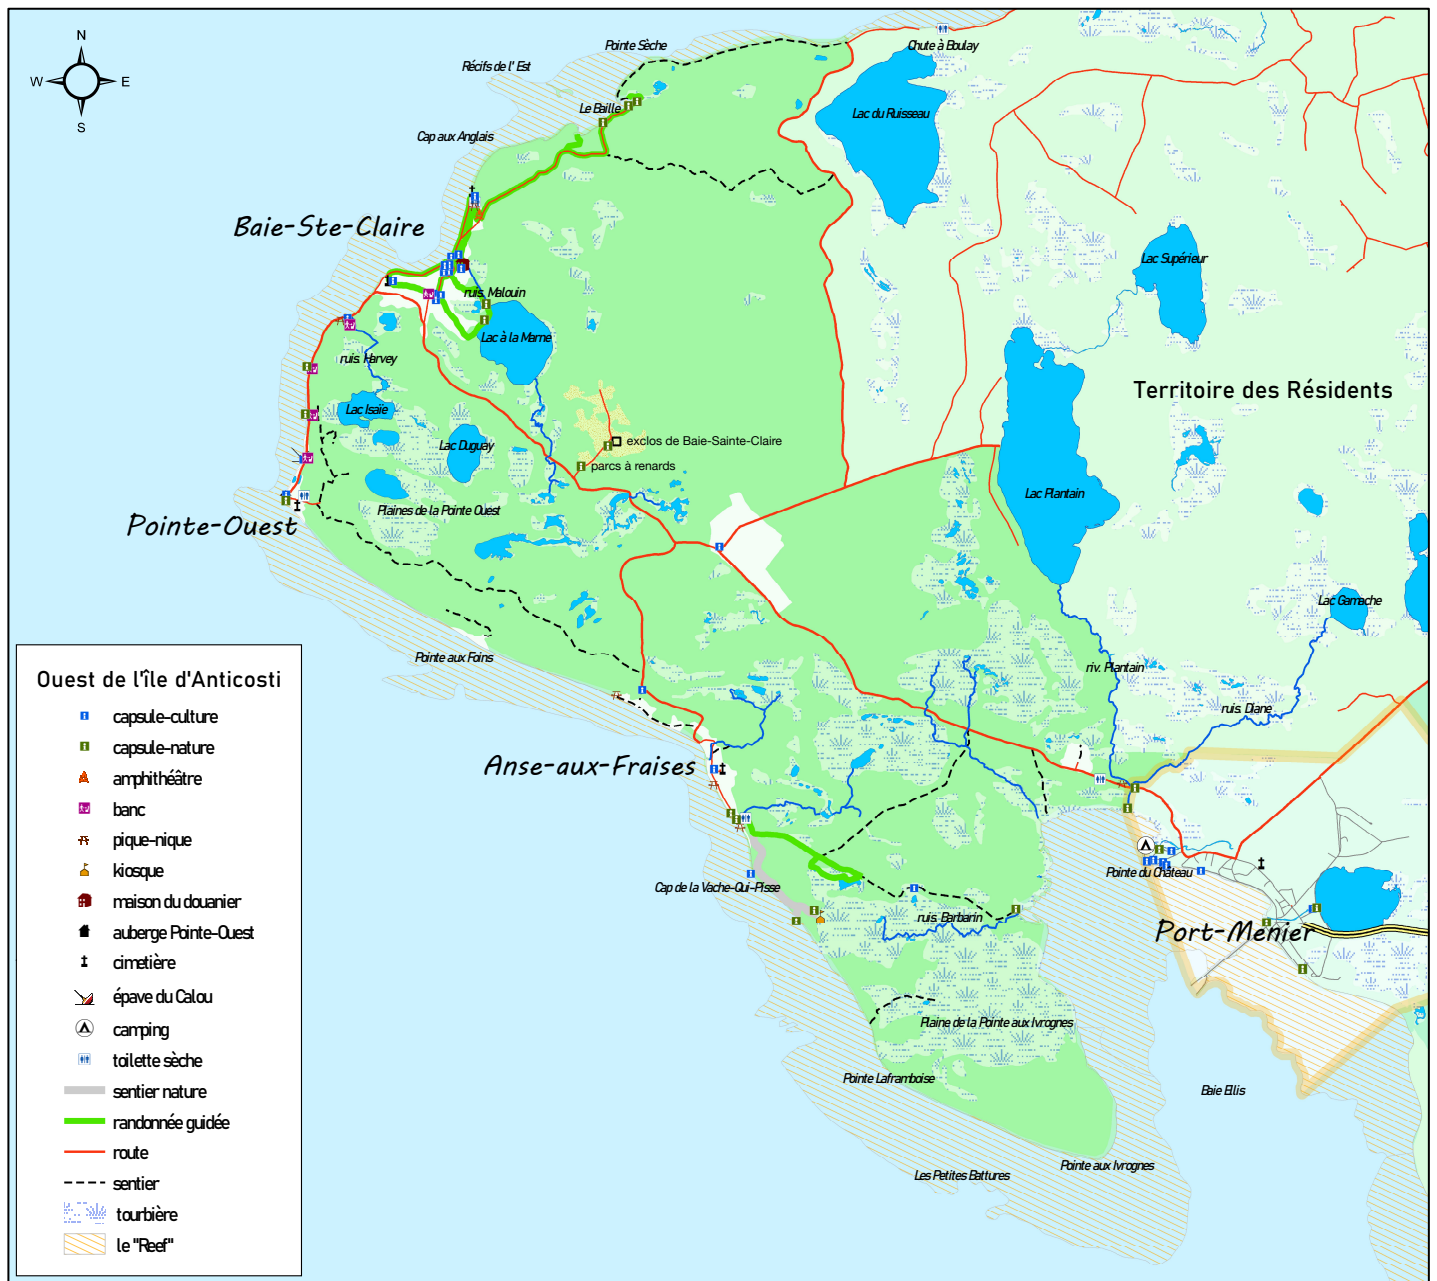 N
W
E
S
Pointe Sèche
Chute à Boulay
Récifs de l' Est
Le Baille
Lac du Ruisseau
Cap aux Anglais
Baie-Ste-Claire
Lac Supérieur
ruis. Malouin
Lac à la Marne
ruis. Harvey
Territoire des Résidents
Lac Isaïe
Lac Duguay
exclos de Baie-Sainte-Claire
parcs à renards
Lac Plantain
Plaines de la Pointe Ouest
Pointe-Ouest
Lac Gamache
Pointe aux Foins
riv. Plantain
ruis. Diane
Anse-aux-Fraises
Pointe du Château
Cap de la Vache-Qui-Pisse
ruis. Barbarin
Port-Menier
Plaine de la Pointe aux Ivrognes
Pointe Laframboise
Baie Ellis
Pointe aux Ivrognes
Les Petites Battures
Ouest de l'île d'Anticosti
capsule-culture
capsule-nature
amphithéâtre
banc
pique-nique
kiosque
maison du douanier
auberge Pointe-Ouest
cimetière
épave du Calou
camping
toilette sèche
sentier nature
randonnée guidée
route
sentier
tourbière
le "Reef"